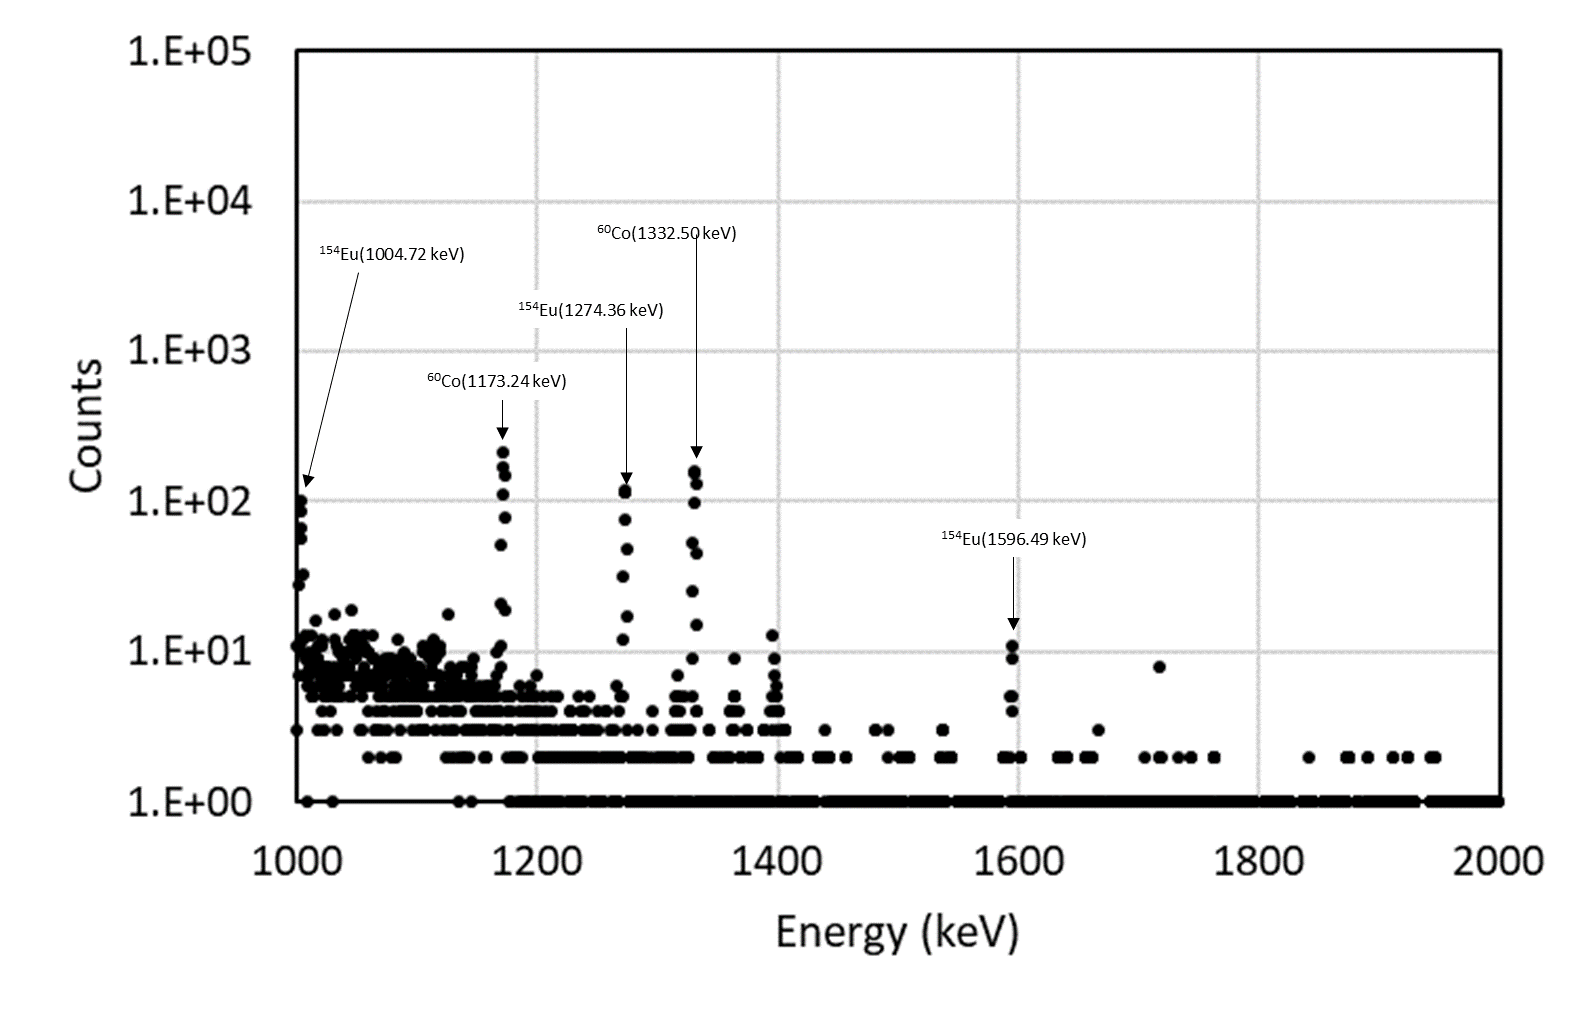 1.E+05
1.E+04
1.E+03
1.E+02
1.E+01
1.E+00
Counts
⁶⁰Co(1332.50 keV)
¹⁵⁴Eu(1004.72 keV)
¹⁵⁴Eu(1274.36 keV)
⁶⁰Co(1173.24 keV)
¹⁵⁴Eu(1596.49 keV)
1000 1200 1400 1600 1800 2000
Energy (keV)